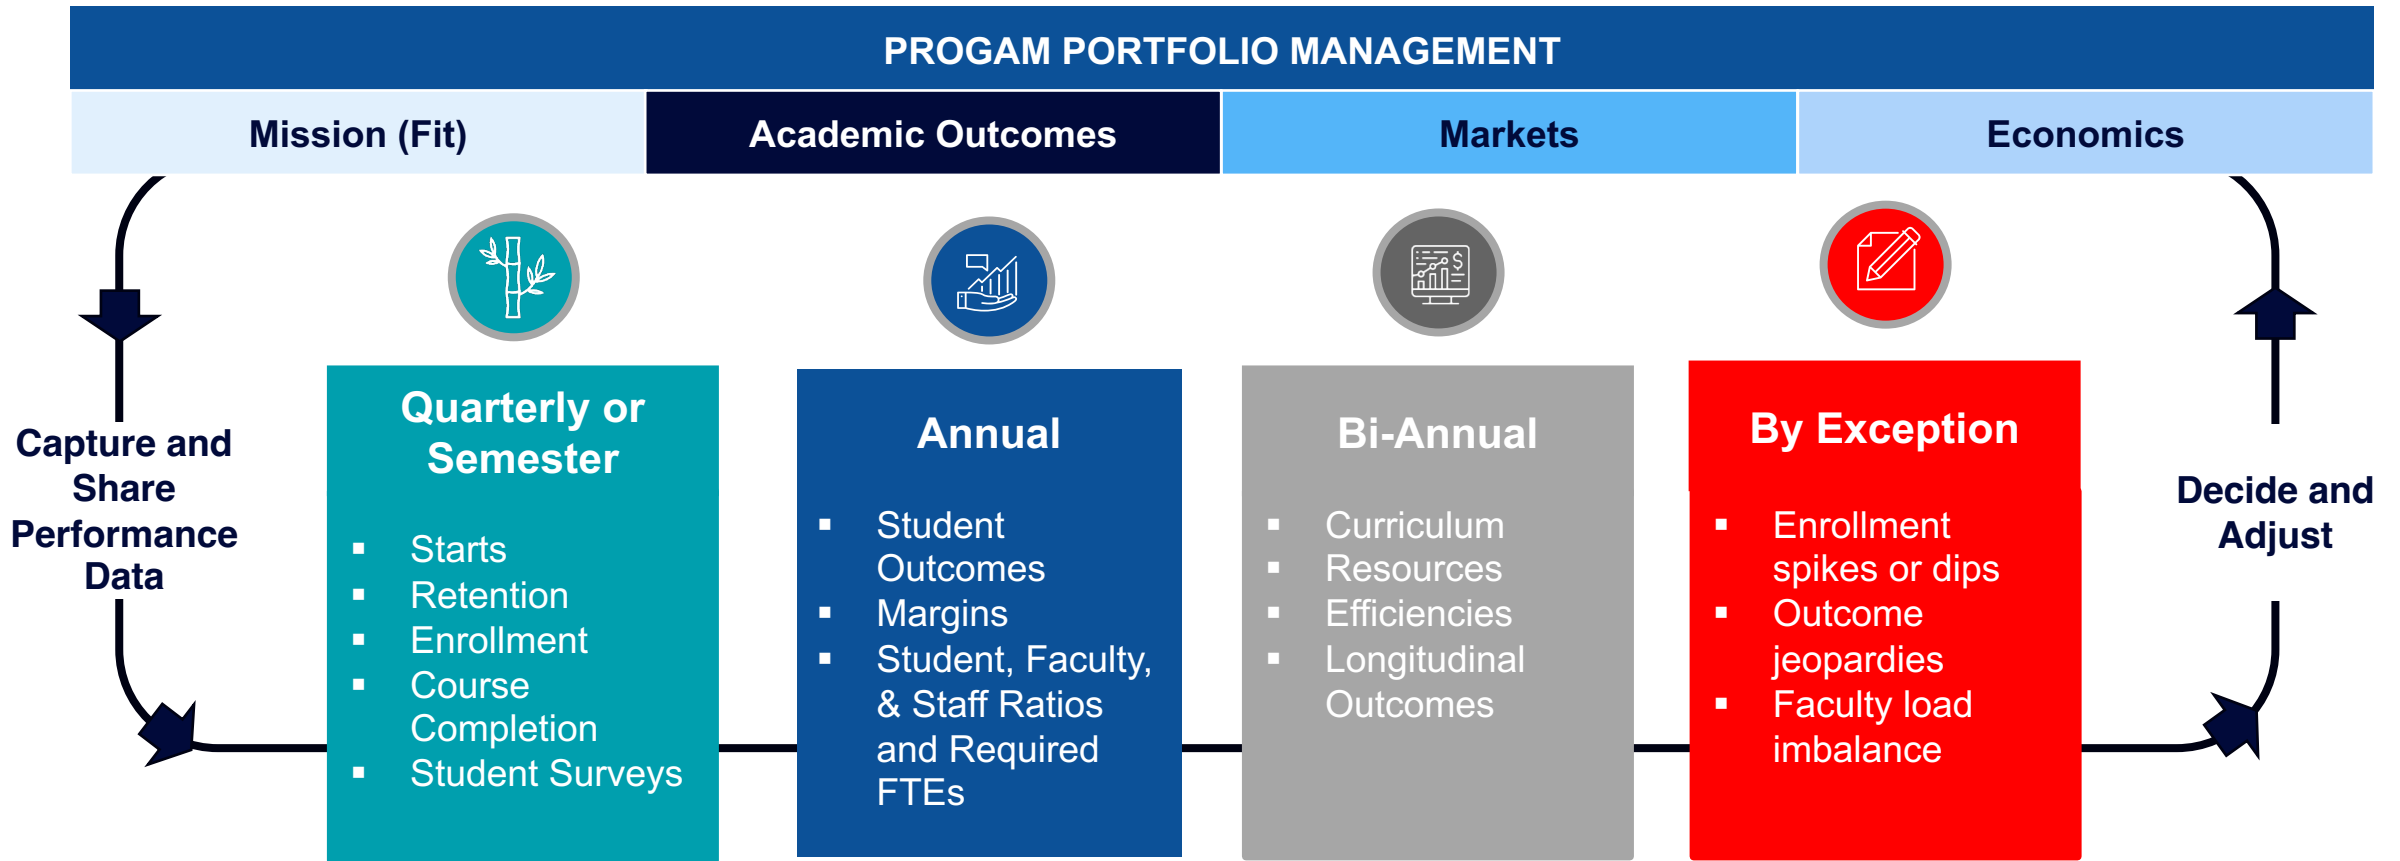 PROGAM PORTFOLIO MANAGEMENT
Mission (Fit)
Academic Outcomes
Markets
Economics
Capture and
Share
Performance
Data
Quarterly or
Semester
▪ Starts
▪ Retention
▪ Enrollment
▪ Course
Completion
▪ Student Surveys
Annual
▪ Student
Outcomes
▪ Margins
▪ Student, Faculty,
& Staff Ratios
and Required
FTEs
Bi-Annual
▪ Curriculum
▪ Resources
▪ Efficiencies
▪ Longitudinal
Outcomes
By Exception
▪ Enrollment
spikes or dips
▪ Outcome
jeopardies
▪ Faculty load
imbalance
Decide and
Adjust